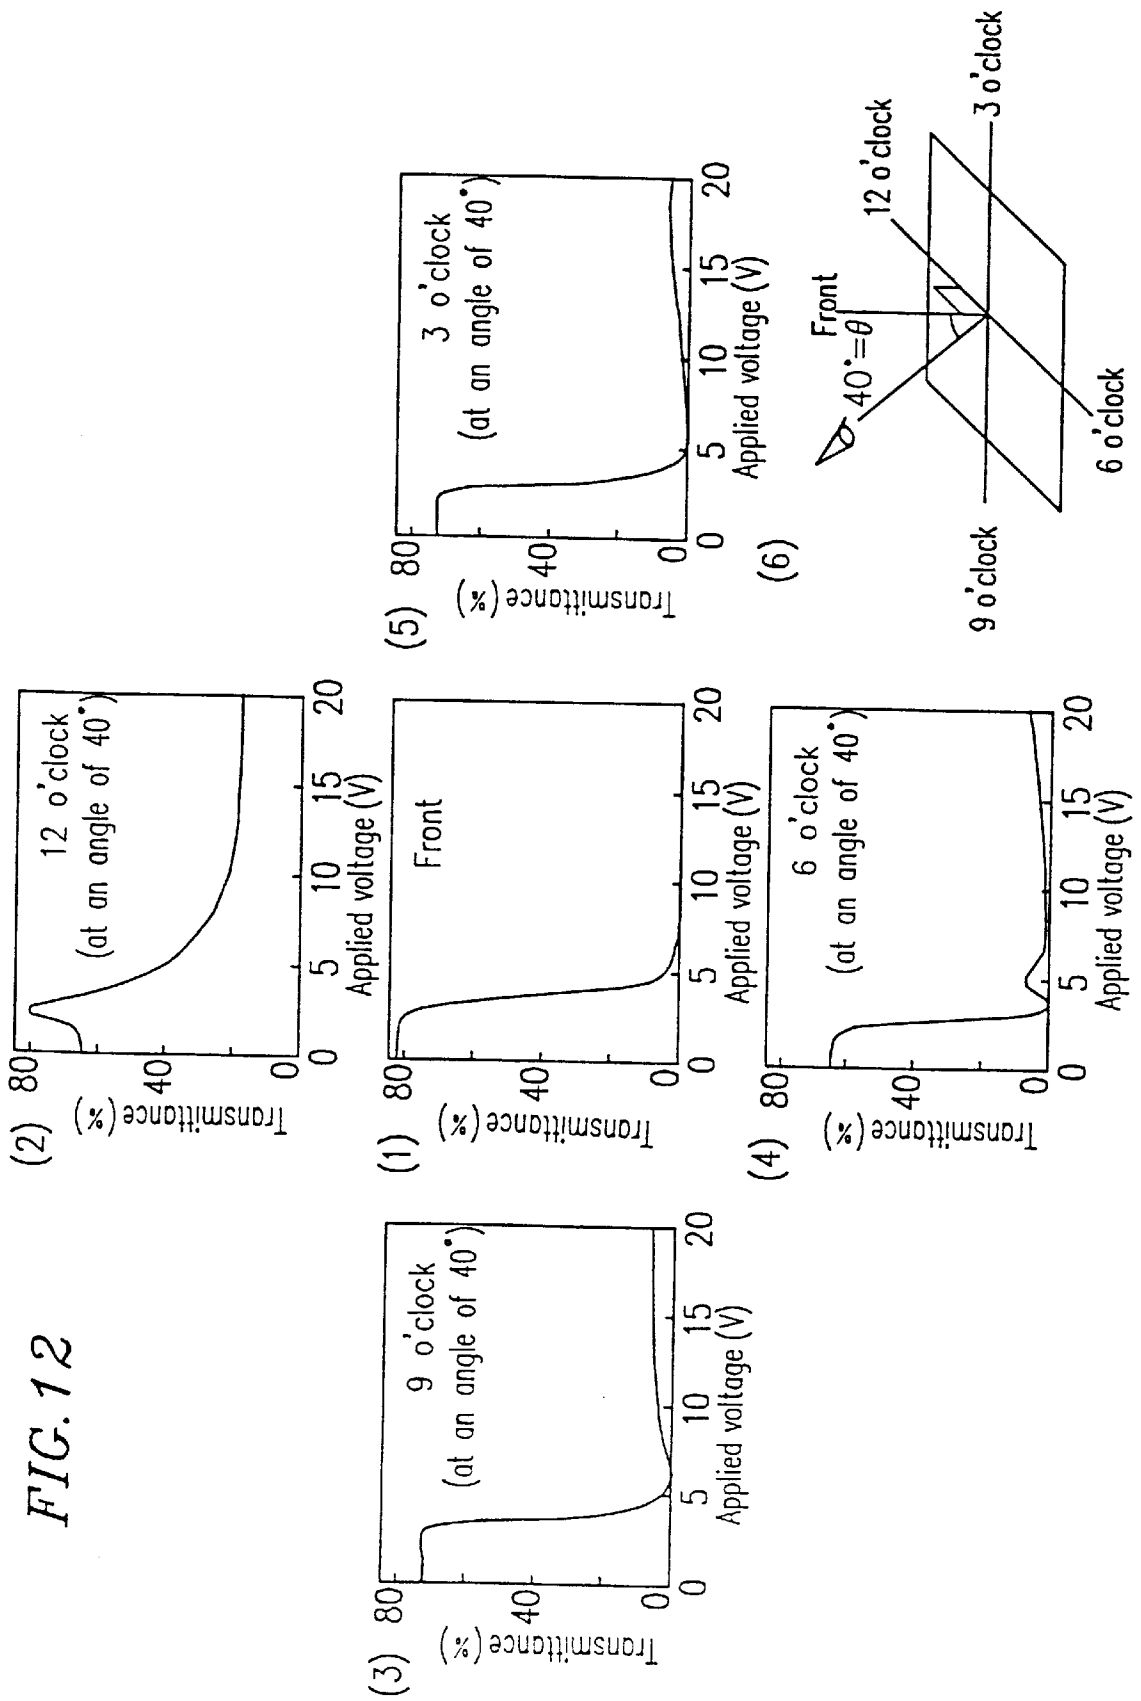 FIG. 12
(2)
12 o'clock
(at an angle of 40°)
Transmittance (%)
80
40
0
0
5
10
15
20
Applied voltage (V)
(3)
9 o'clock
(at an angle of 40°)
Transmittance (%)
80
40
0
0
5
10
15
20
Applied voltage (V)
(1)
Front
Transmittance (%)
80
40
0
0
5
10
15
20
Applied voltage (V)
(5)
3 o'clock
(at an angle of 40°)
Transmittance (%)
80
40
0
0
5
10
15
20
Applied voltage (V)
(4)
6 o'clock
(at an angle of 40°)
Transmittance (%)
80
40
0
0
5
10
15
20
Applied voltage (V)
(6)
Front
40°=θ
12 o'clock
9 o'clock
3 o'clock
6 o'clock